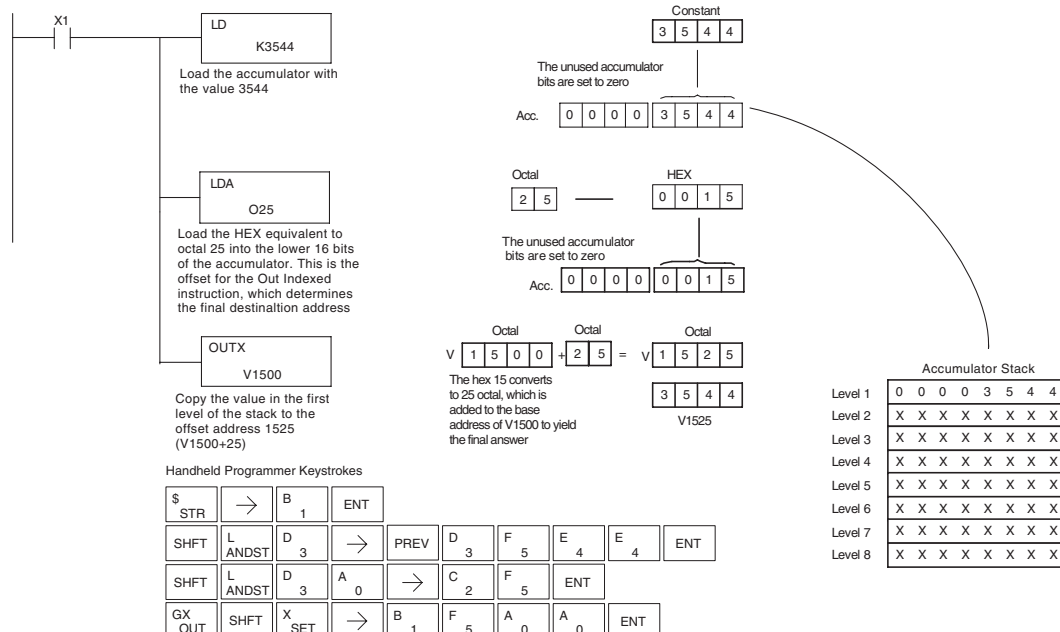 X1
LD
K3544
Load the accumulator with
the value 3544
LDA
O25
Load the HEX equivalent to
octal 25 into the lower 16 bits
of the accumulator. This is the
offset for the Out Indexed
instruction, which determines
the final destinaltion address
OUTX
V1500
Copy the value in the first
level of the stack to the
offset address 1525
(V1500+25)
Constant
3 5 4 4
The unused accumulator
bits are set to zero
Acc. 0 0 0 0 3 5 4 4
Octal HEX
2 5 0 0 1 5
The unused accumulator
bits are set to zero
Acc. 0 0 0 0 0 0 1 5
Octal Octal Octal
V 1 5 0 0 + 2 5 = V 1 5 2 5
The hex 15 converts
to 25 octal, which is
added to the base
address of V1500 to yield
the final answer
3 5 4 4
V1525
Accumulator Stack
Level 1 0 0 0 0 3 5 4 4
Level 2 X X X X X X X X
Level 3 X X X X X X X X
Level 4 X X X X X X X X
Level 5 X X X X X X X X
Level 6 X X X X X X X X
Level 7 X X X X X X X X
Level 8 X X X X X X X X
Handheld Programmer Keystrokes
$ STR → B 1 ENT
SHFT L ANDST D 3 → PREV D 3 F 5 E 4 E 4 ENT
SHFT L ANDST D 3 A 0 → C 2 F 5 ENT
GX OUT SHFT X SET → B 1 F 5 A 0 A 0 ENT